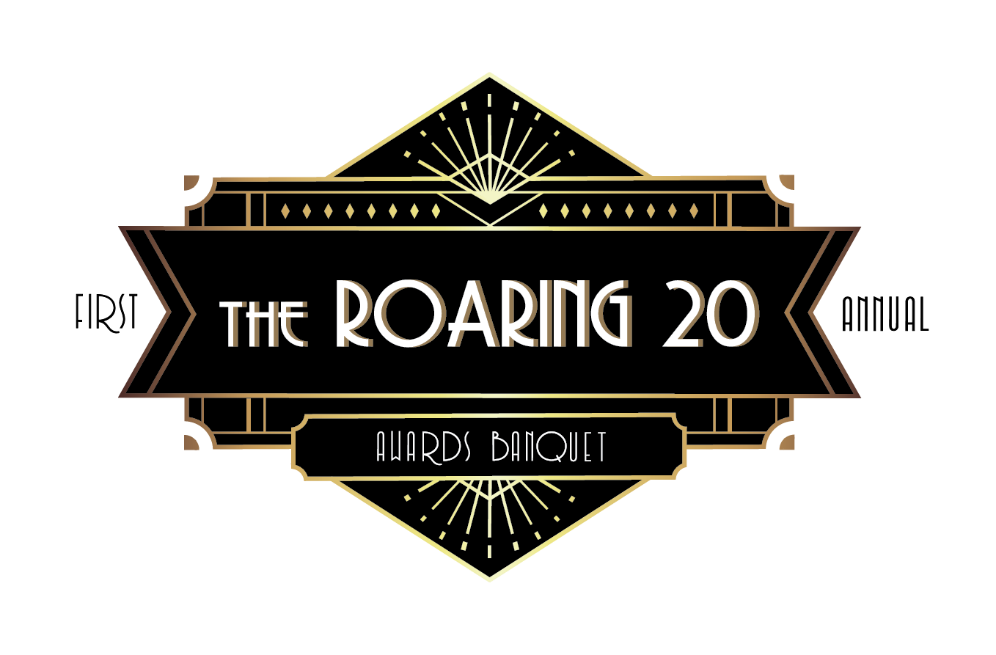 FIRST
THE ROARING 20
ANNUAL
AWARDS BANQUET